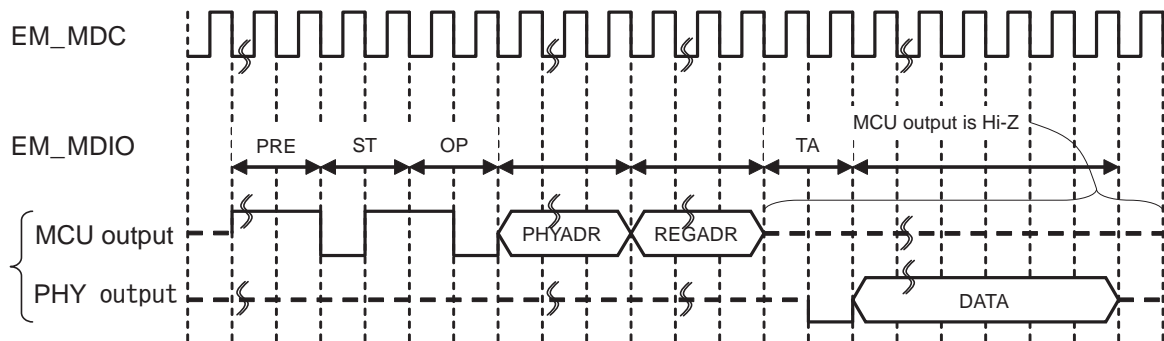 EM_MDC
MCU output is Hi-Z
EM_MDIO
PRE
ST
OP
TA
MCU output
PHYADR
REGADR
PHY output
DATA